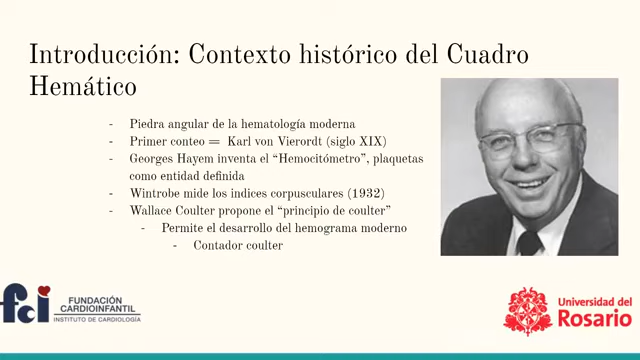 Introducción: Contexto histórico del Cuadro
Hemático
- Piedra angular de la hematología moderna
- Primer conteo = Karl von Vierordt (siglo XIX)
- Georges Hayem inventa el “Hemocitómetro”, plaquetas
como entidad definida
- Wintrobe mide los indices corpusculares (1932)
- Wallace Coulter propone el “principio de coulter”
- Permite el desarrollo del hemograma moderno
- Contador coulter
fci
FUNDACIÓN
CARDIOINFANTIL
INSTITUTO DE CARDIOLOGÍA
Universidad del
Rosario